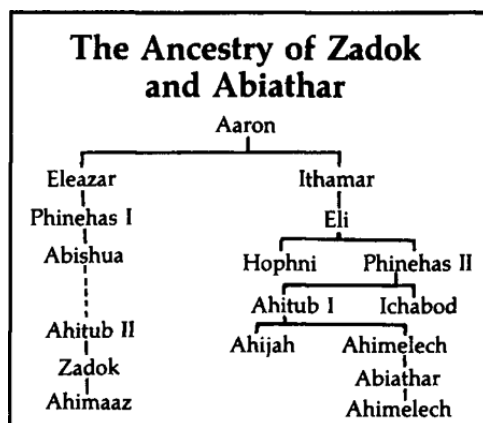 The Ancestry of Zadok
and Abiathar
Aaron
Eleazar Ithamar
Phinehas I Eli
Abishua Hophni Phinehas II
Ahitub I Ichabod
Ahitub II Ahijah Ahimelech
Zadok Abiathar
Ahimaaz Ahimelech